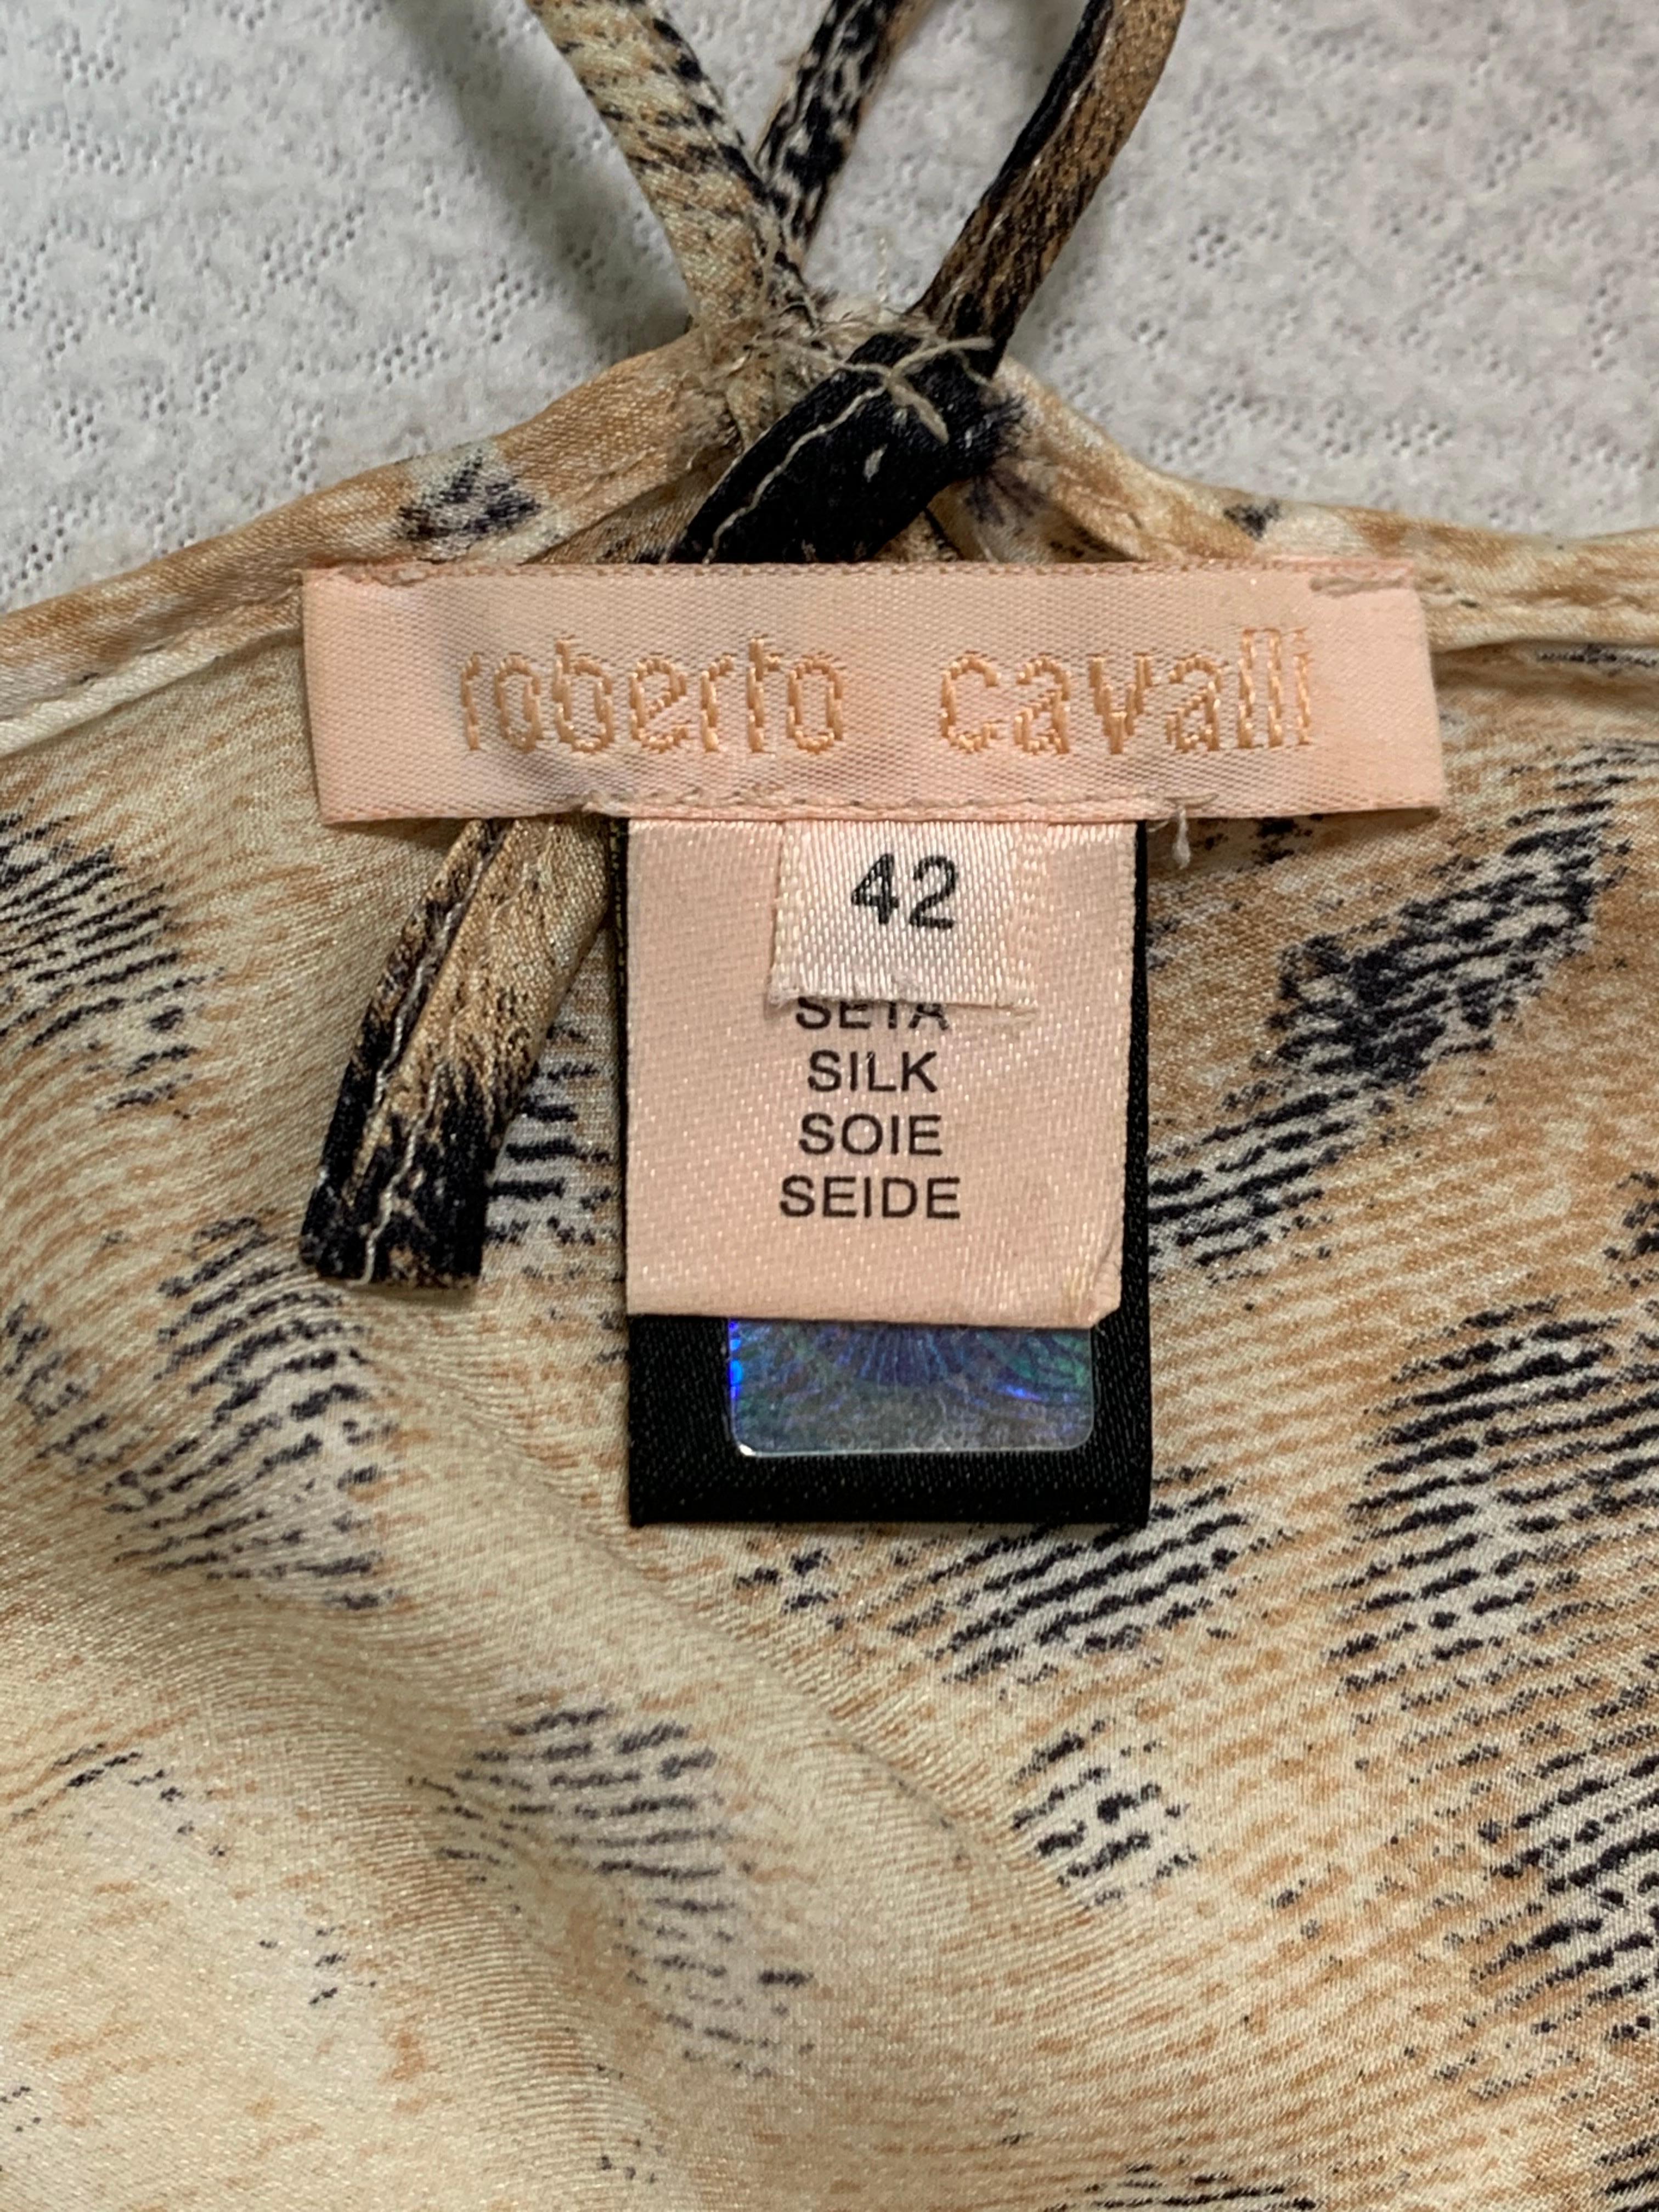 roberto cavalli
42
SETA
SILK
SOIE
SEIDE